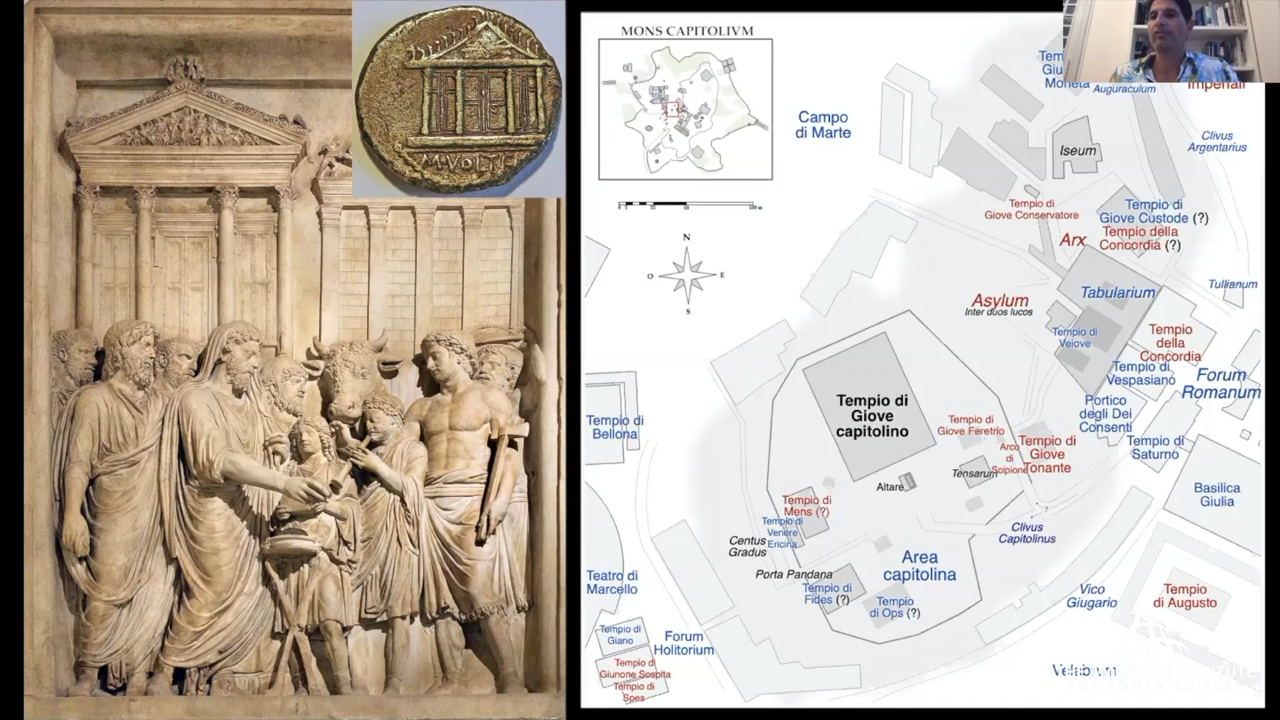 M·VOLTE
MONS CAPITOLIVM
N
O
E
S
Campo
di Marte
Tem
Giu
Moneta
Auguraculum
Imperiali
Clivus
Argentarius
Iseum
Tempio di
Giove Conservatore
Tempio di
Giove Custode (?)
Tempio della
Concordia (?)
Arx
Tabularium
Tullianum
Asylum
Inter duos lucos
Tempio di
Veiove
Tempio
della
Concordia
Tempio di
Vespasiano
Forum
Romanum
Portico
degli Dei
Consenti
Tempio di
Saturno
Tempio di
Giove
capitolino
Tempio di
Giove Feretrio
Arco
di
Scipione
Tempio di
Giove
Tonante
Tensarum
Altare
Tempio di
Bellona
Tempio di
Mens (?)
Tempio di
Venere
Ericina
Centus
Gradus
Porta Pandana
Tempio di
Fides (?)
Area
capitolina
Tempio
di Ops (?)
Clivus
Capitolinus
Basilica
Giulia
Teatro di
Marcello
Vico
Giugario
Tempio
di Augusto
Tempio di
Giano
Forum
Holitorium
Tempio di
Giunone Sospita
Tempio di
Spes
Velabrum